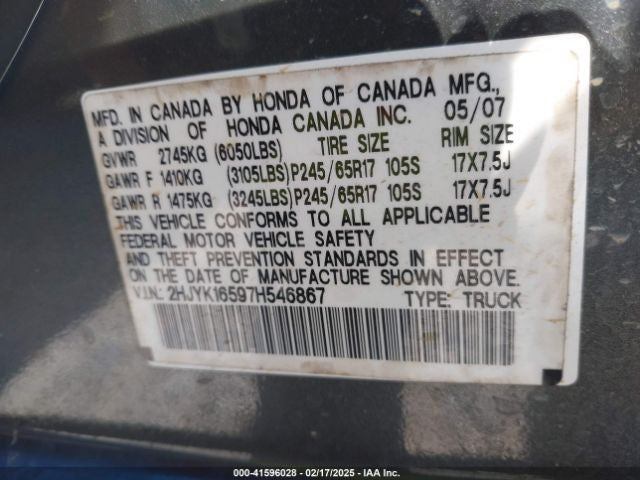 MFD. IN CANADA BY HONDA OF CANADA MFG.,
A DIVISION OF HONDA CANADA INC. 05/07
GVWR 2745KG (6050LBS) TIRE SIZE RIM SIZE
GAWR F 1410KG (3105LBS)P245/65R17 105S 17X7.5J
GAWR R 1475KG (3245LBS)P245/65R17 105S 17X7.5J
THIS VEHICLE CONFORMS TO ALL APPLICABLE
FEDERAL MOTOR VEHICLE SAFETY
AND THEFT PREVENTION STANDARDS IN EFFECT
ON THE DATE OF MANUFACTURE SHOWN ABOVE.
V.I.N.: 2HJYK16597H546867 TYPE: TRUCK
000-41596028 - 02/17/2025 - IAA Inc.